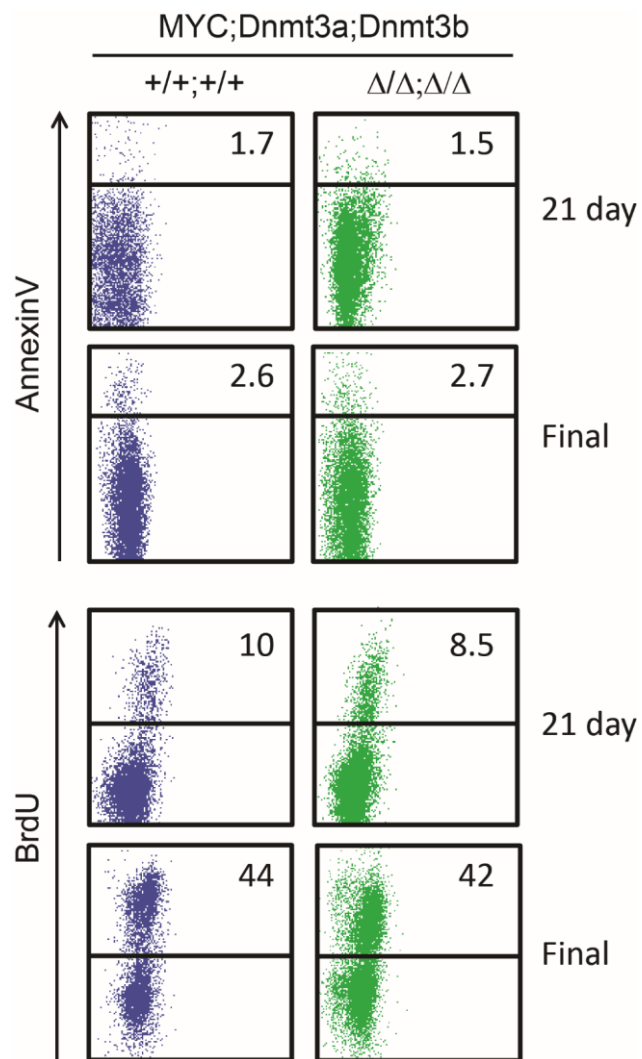 MYC;Dnmt3a;Dnmt3b
+/+;+/+ Δ/Δ;Δ/Δ
AnnexinV
1.7 1.5 21 day
2.6 2.7 Final
BrdU
10 8.5 21 day
44 42 Final